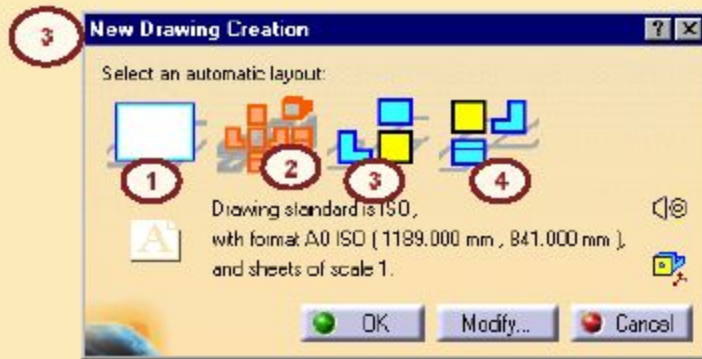 3
New Drawing Creation
Select an automatic layout:
1 2 3 4
A
Drawing standard is ISO,
with format A0 ISO ( 1189.000 mm , 841.000 mm ),
and sheets of scale 1.
OK Modify... Cancel